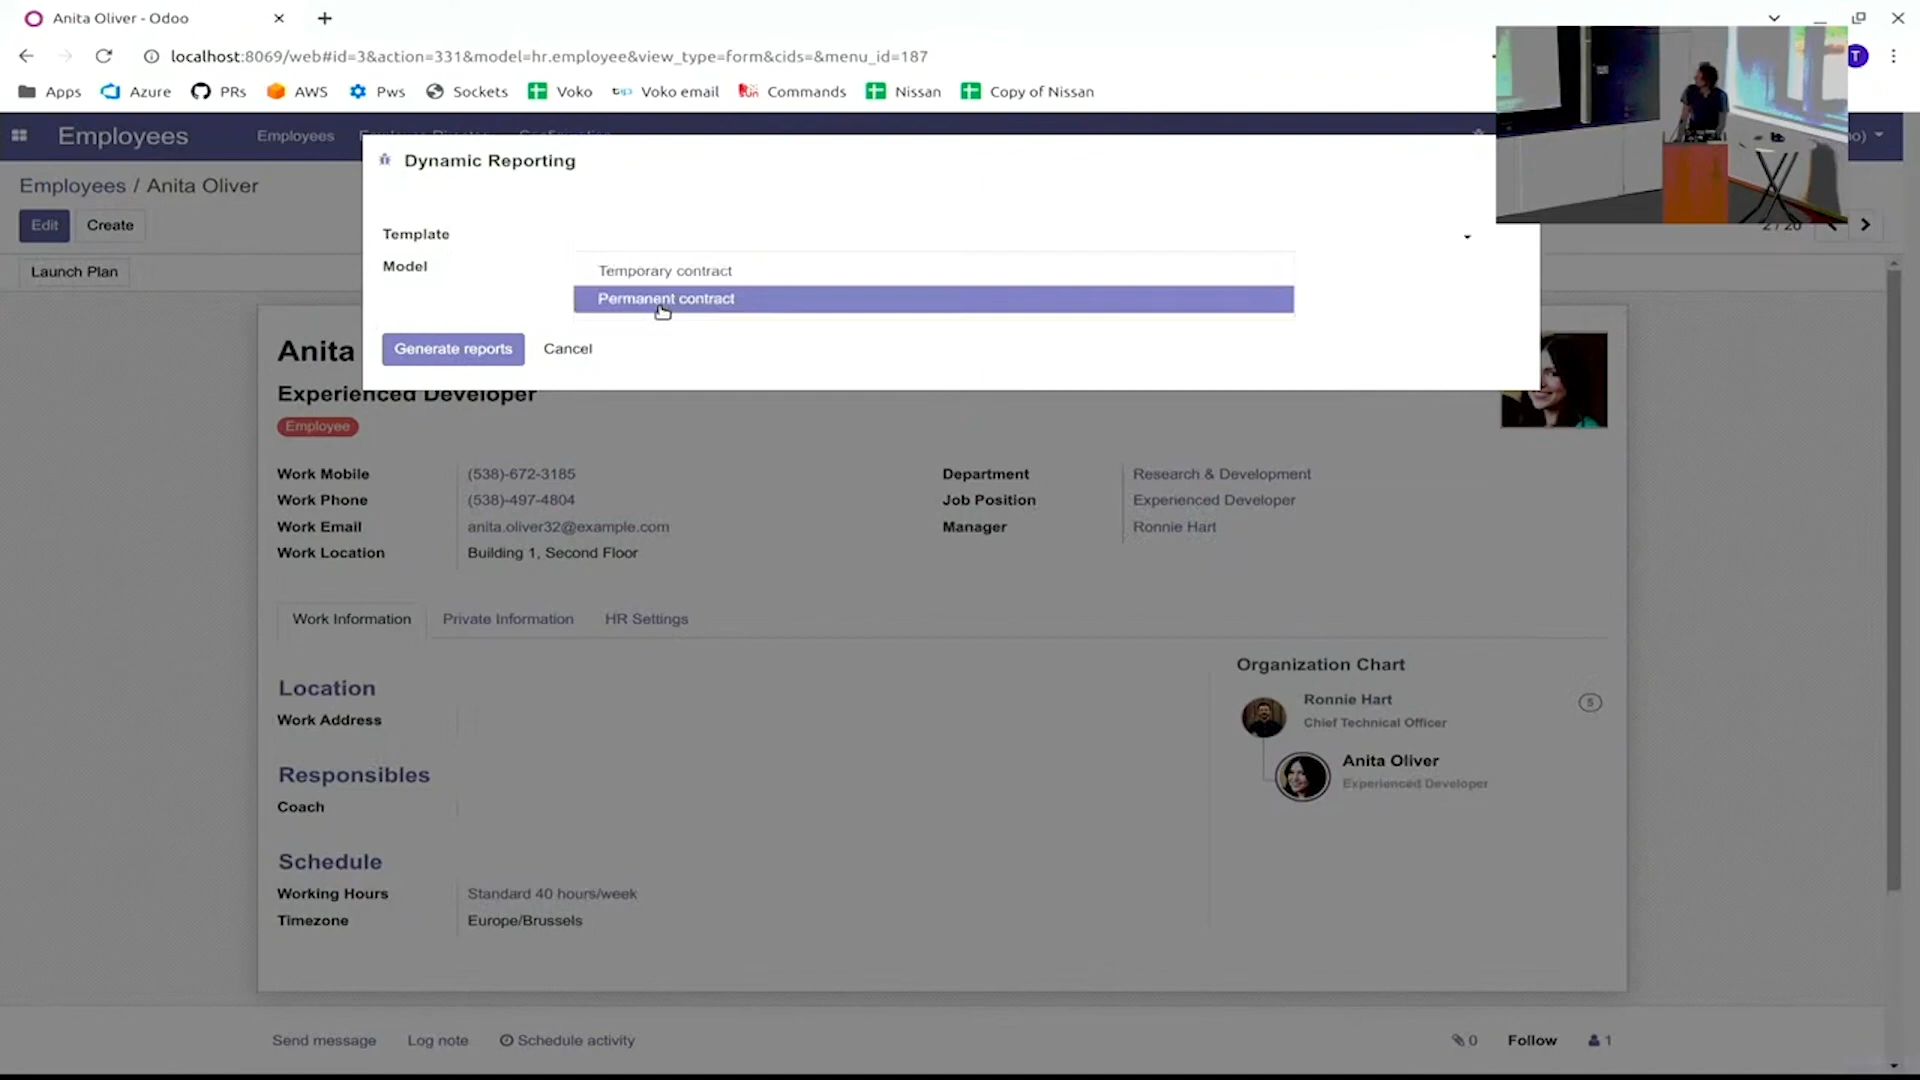 Anita Oliver - Odoo
localhost:8069/web#id=3&action=331&model=hr.employee&view_type=form&cids=&menu_id=187
T
Apps Azure PRs AWS Pws Sockets Voko Voko email Commands Nissan Copy of Nissan
Employees Employees
Employees / Anita Oliver
Edit Create
2 / 20
Launch Plan
Dynamic Reporting
Template
Model
Temporary contract
Permanent contract
Generate reports Cancel
Anita
Experienced Developer
Employee
Work Mobile (538)-672-3185
Work Phone (538)-497-4804
Work Email anita.oliver32@example.com
Work Location Building 1, Second Floor
Department Research & Development
Job Position Experienced Developer
Manager Ronnie Hart
Work Information Private Information HR Settings
Location
Work Address
Responsibles
Coach
Schedule
Working Hours Standard 40 hours/week
Timezone Europe/Brussels
Organization Chart
Ronnie Hart
Chief Technical Officer
5
Anita Oliver
Experienced Developer
Send message Log note Schedule activity
0 Follow 1